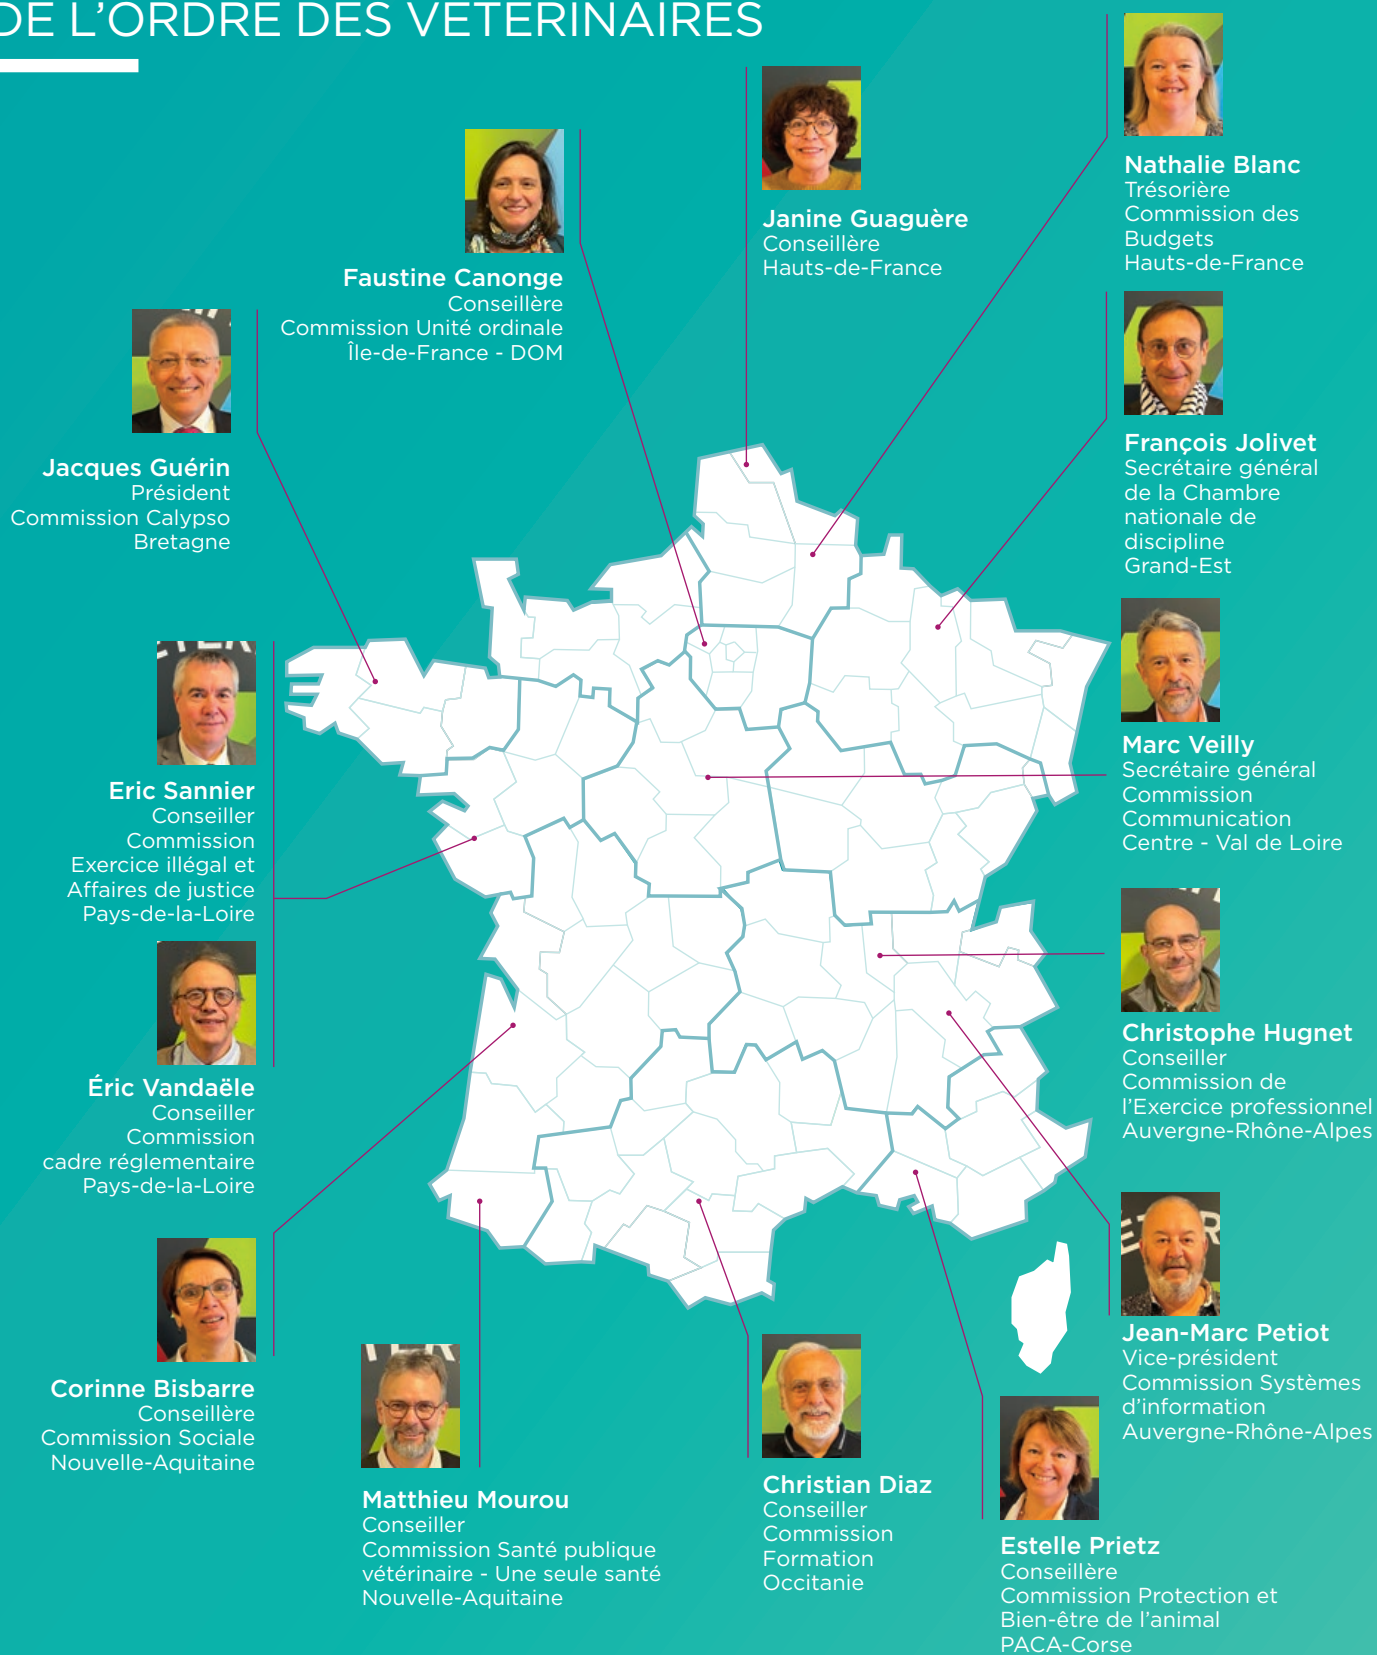 DE L'ORDRE DES VÉTÉRINAIRES
Nathalie Blanc
Trésorière
Commission des
Budgets
Hauts-de-France
Janine Guaguère
Conseillère
Hauts-de-France
Faustine Canonge
Conseillère
Commission Unité ordinale
Île-de-France - DOM
François Jolivet
Secrétaire général
de la Chambre
nationale de
discipline
Grand-Est
Jacques Guérin
Président
Commission Calypso
Bretagne
Marc Veilly
Secrétaire général
Commission
Communication
Centre - Val de Loire
Eric Sannier
Conseiller
Commission
Exercice illégal et
Affaires de justice
Pays-de-la-Loire
Christophe Hugnet
Conseiller
Commission de
l'Exercice professionnel
Auvergne-Rhône-Alpes
Éric Vandaële
Conseiller
Commission
cadre réglementaire
Pays-de-la-Loire
Jean-Marc Petiot
Vice-président
Commission Systèmes
d'information
Auvergne-Rhône-Alpes
Corinne Bisbarre
Conseillère
Commission Sociale
Nouvelle-Aquitaine
Matthieu Mourou
Conseiller
Commission Santé publique
vétérinaire - Une seule santé
Nouvelle-Aquitaine
Christian Diaz
Conseiller
Commission
Formation
Occitanie
Estelle Prietz
Conseillère
Commission Protection et
Bien-être de l'animal
PACA-Corse